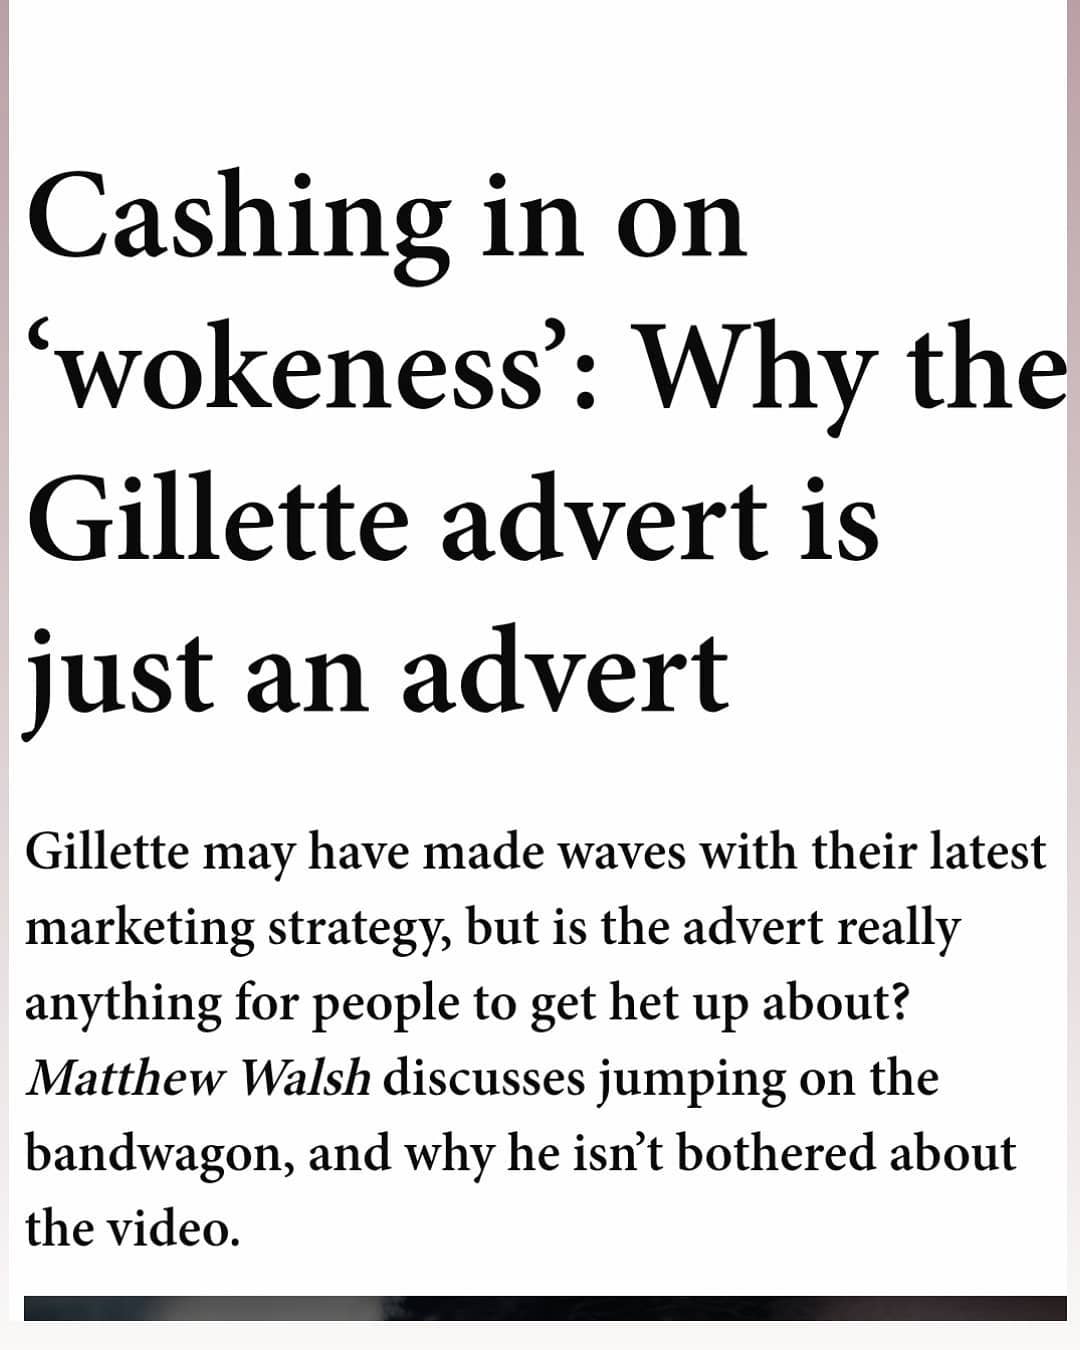 Cashing in on
‘wokeness’: Why the
Gillette advert is
just an advert
Gillette may have made waves with their latest
marketing strategy, but is the advert really
anything for people to get het up about?
Matthew Walsh discusses jumping on the
bandwagon, and why he isn’t bothered about
the video.